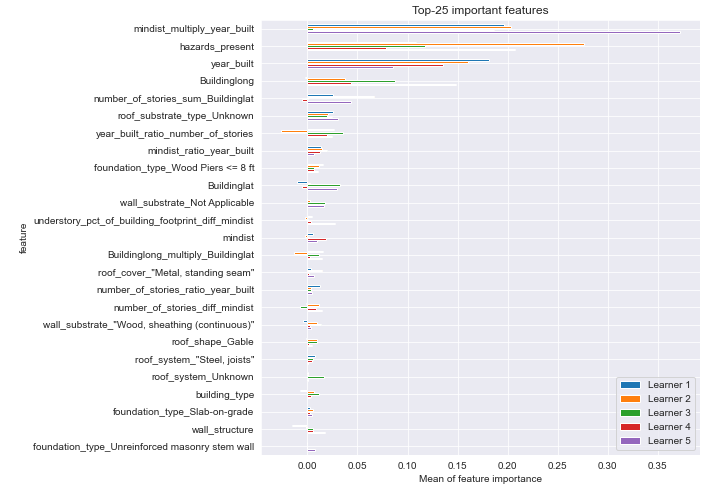 Top-25 important features
mindist_multiply_year_built
hazards_present
year_built
Buildinglong
number_of_stories_sum_Buildinglat
roof_substrate_type_Unknown
year_built_ratio_number_of_stories
mindist_ratio_year_built
foundation_type_Wood Piers <= 8 ft
Buildinglat
wall_substrate_Not Applicable
understory_pct_of_building_footprint_diff_mindist
mindist
Buildinglong_multiply_Buildinglat
roof_cover_"Metal, standing seam"
number_of_stories_ratio_year_built
number_of_stories_diff_mindist
wall_substrate_"Wood, sheathing (continuous)"
roof_shape_Gable
roof_system_"Steel, joists"
roof_system_Unknown
building_type
foundation_type_Slab-on-grade
wall_structure
foundation_type_Unreinforced masonry stem wall
feature
Learner 1
Learner 2
Learner 3
Learner 4
Learner 5
0.00 0.05 0.10 0.15 0.20 0.25 0.30 0.35
Mean of feature importance